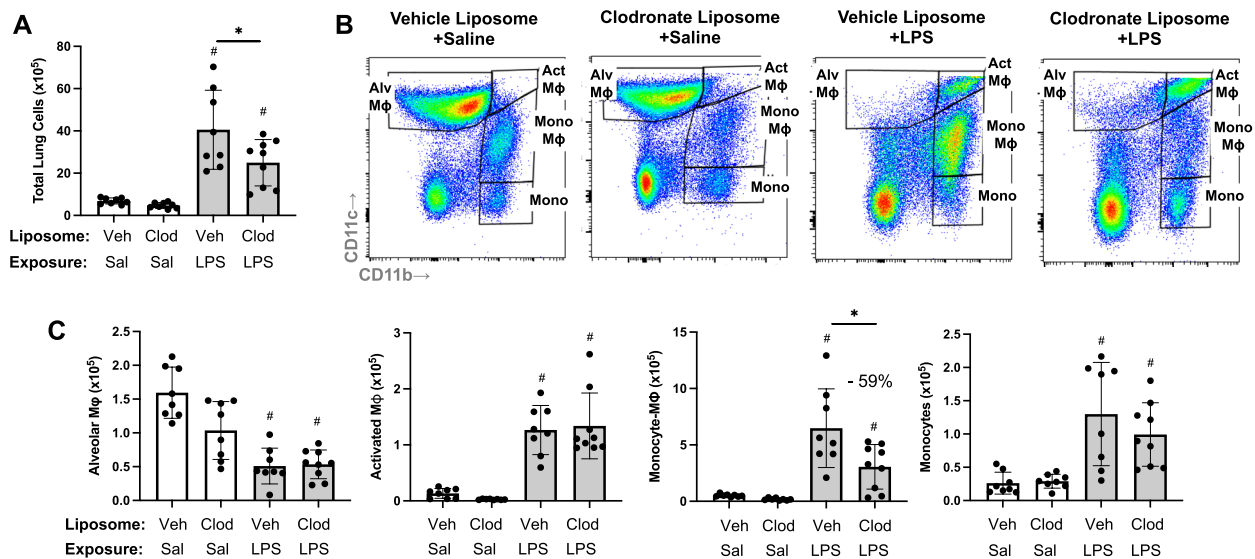 A
Total Lung Cells (x10⁵)
80
60
40
20
0
#
*
#
Liposome: Veh Clod Veh Clod
Exposure: Sal Sal LPS LPS
B
Vehicle Liposome
+Saline
Clodronate Liposome
+Saline
Vehicle Liposome
+LPS
Clodronate Liposome
+LPS
Alv
MΦ
Act
MΦ
Mono
MΦ
Mono
Alv
MΦ
Act
MΦ
Mono
MΦ
Mono
Alv
MΦ
Act
MΦ
Mono
MΦ
Mono
Alv
MΦ
Act
MΦ
Mono
MΦ
Mono
CD11c→
CD11b→
C
Alveolar Mφ (x10⁵)
2.5
2.0
1.5
1.0
0.5
0.0
#
#
Liposome: Veh Clod Veh Clod
Exposure: Sal Sal LPS LPS
Activated MΦ (x10⁵)
3
2
1
0
#
#
Veh Clod Veh Clod
Sal Sal LPS LPS
Monocyte-MΦ (x10⁵)
15
10
5
0
#
*
- 59%
#
Veh Clod Veh Clod
Sal Sal LPS LPS
Monocytes (x10⁵)
2.5
2.0
1.5
1.0
0.5
0.0
#
#
Veh Clod Veh Clod
Sal Sal LPS LPS